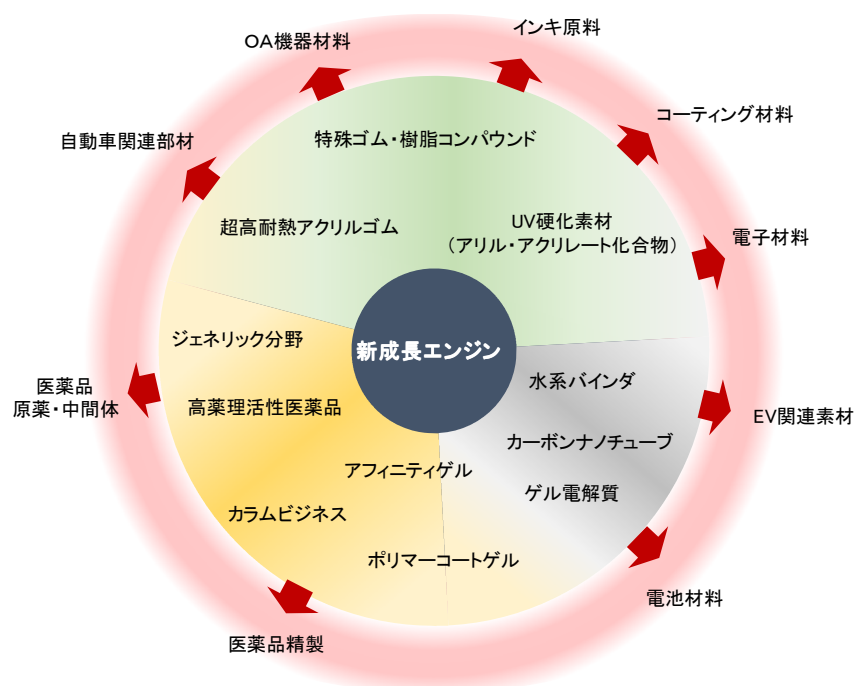 インキ原料
OA機器材料
コーティング材料
自動車関連部材
特殊ゴム・樹脂コンパウンド
超高耐熱アクリルゴム
UV硬化素材
（アリル・アクリレート化合物）
電子材料
ジェネリック分野
新成長エンジン
水系バインダ
医薬品
原薬・中間体
高薬理活性医薬品
EV関連素材
カーボンナノチューブ
アフィニティゲル
ゲル電解質
カラムビジネス
ポリマーコートゲル
電池材料
医薬品精製